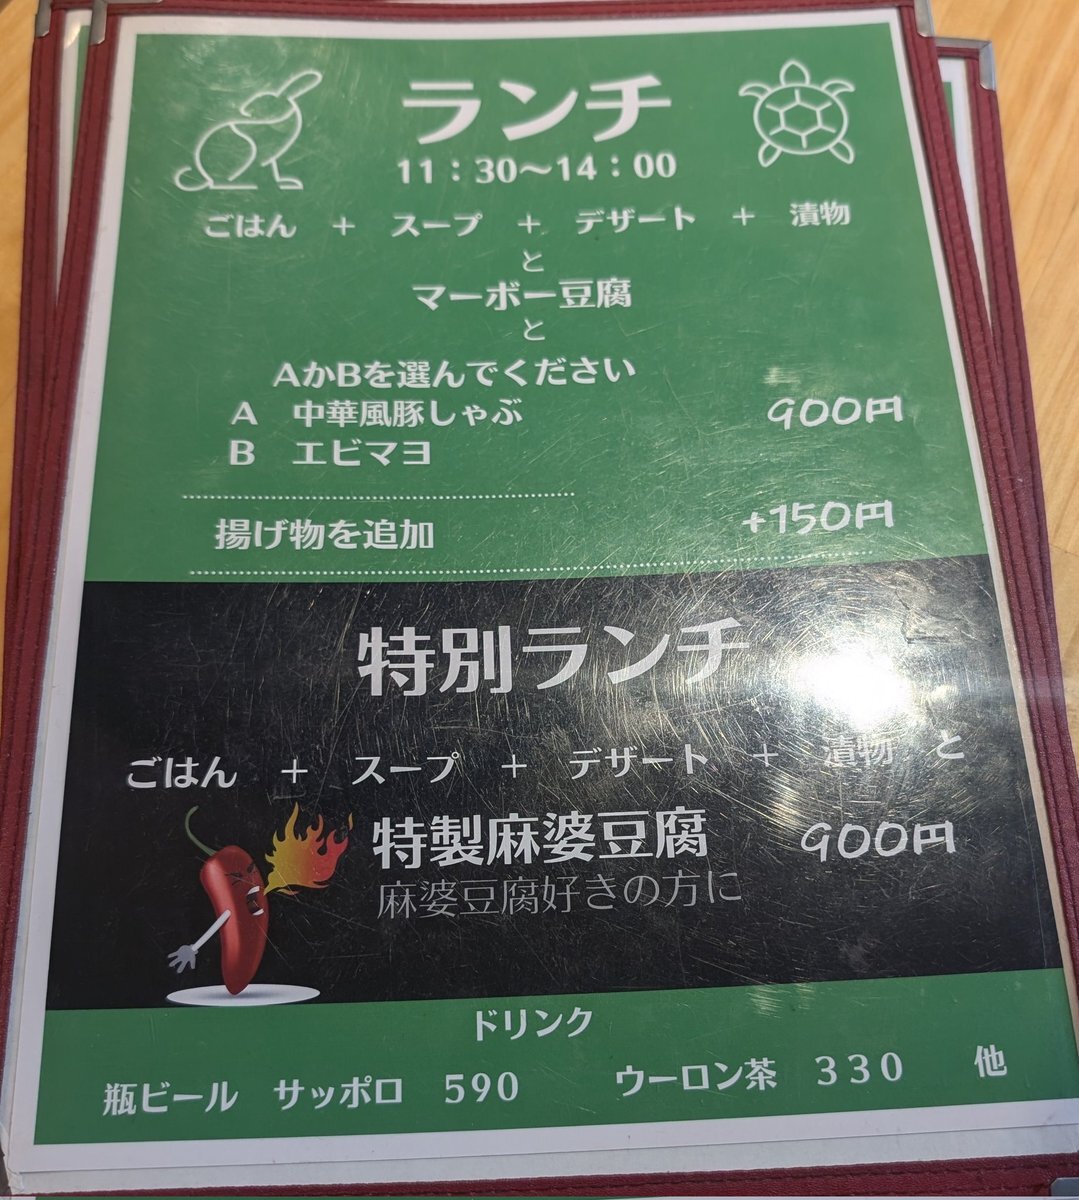 ランチ
11：30～14：00
ごはん ＋ スープ ＋ デザート ＋ 漬物
と
マーボー豆腐
と
AかBを選んでください
A 中華風豚しゃぶ 900円
B エビマヨ
揚げ物を追加 +150円
特別ランチ
ごはん ＋ スープ ＋ デザート ＋ 漬物 と
特製麻婆豆腐 900円
麻婆豆腐好きの方に
ドリンク
瓶ビール サッポロ 590 ウーロン茶 330 他